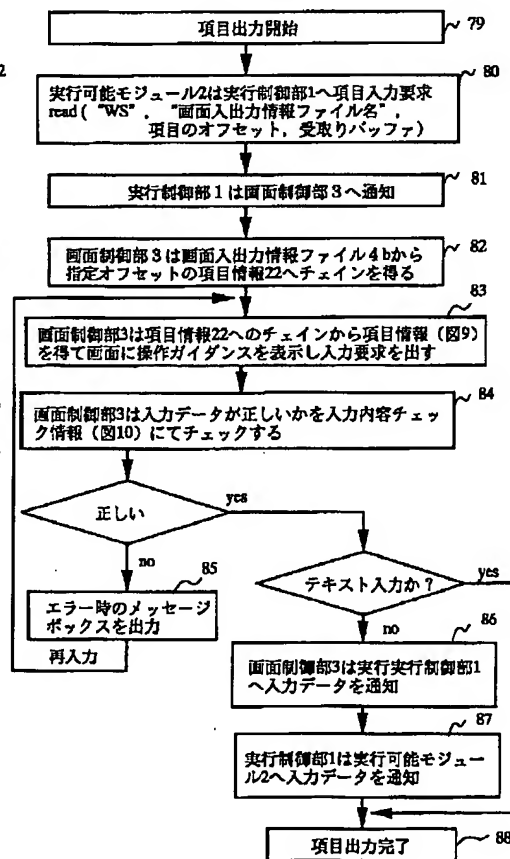 項目出力開始
79
2
80
実行可能モジュール2は実行制御部1へ項目入力要求
read ( "WS" , "画面入出力情報ファイル名" ,
項目のオフセット, 受取りバッファ)
81
実行制御部1は画面制御部3へ通知
82
画面制御部3は画面入出力情報ファイル4bから
指定オフセットの項目情報22へチェインを得る
83
画面制御部3は項目情報22へのチェインから項目情報 (図9)
を得て画面に操作ガイダンスを表示し入力要求を出す
84
画面制御部3は入力データが正しいかを入力内容チェッ
ク情報 (図10) にてチェックする
正しい
yes
no
85
エラー時のメッセージ
ボックスを出力
再入力
テキスト入力か?
yes
no
86
画面制御部3は実行実行制御部1
へ入力データを通知
87
実行制御部1は実行可能モジュー
ル2へ入力データを通知
項目出力完了
88